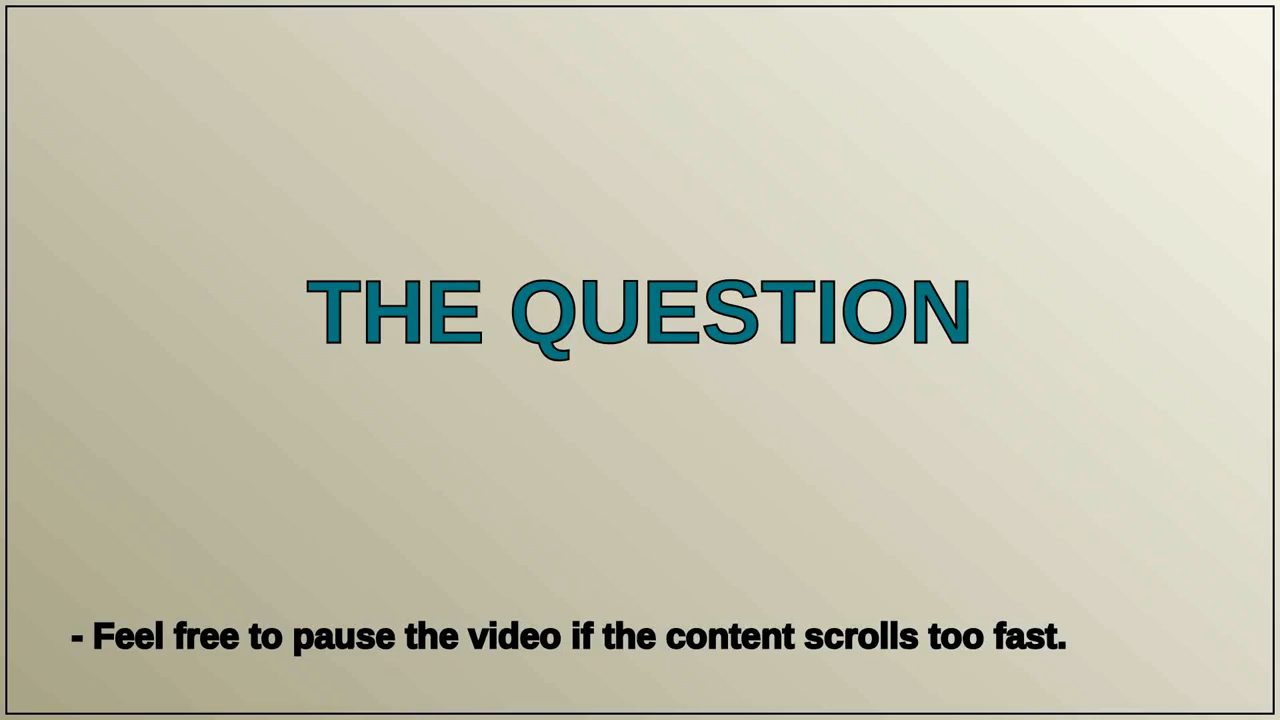 THE QUESTION
- Feel free to pause the video if the content scrolls too fast.